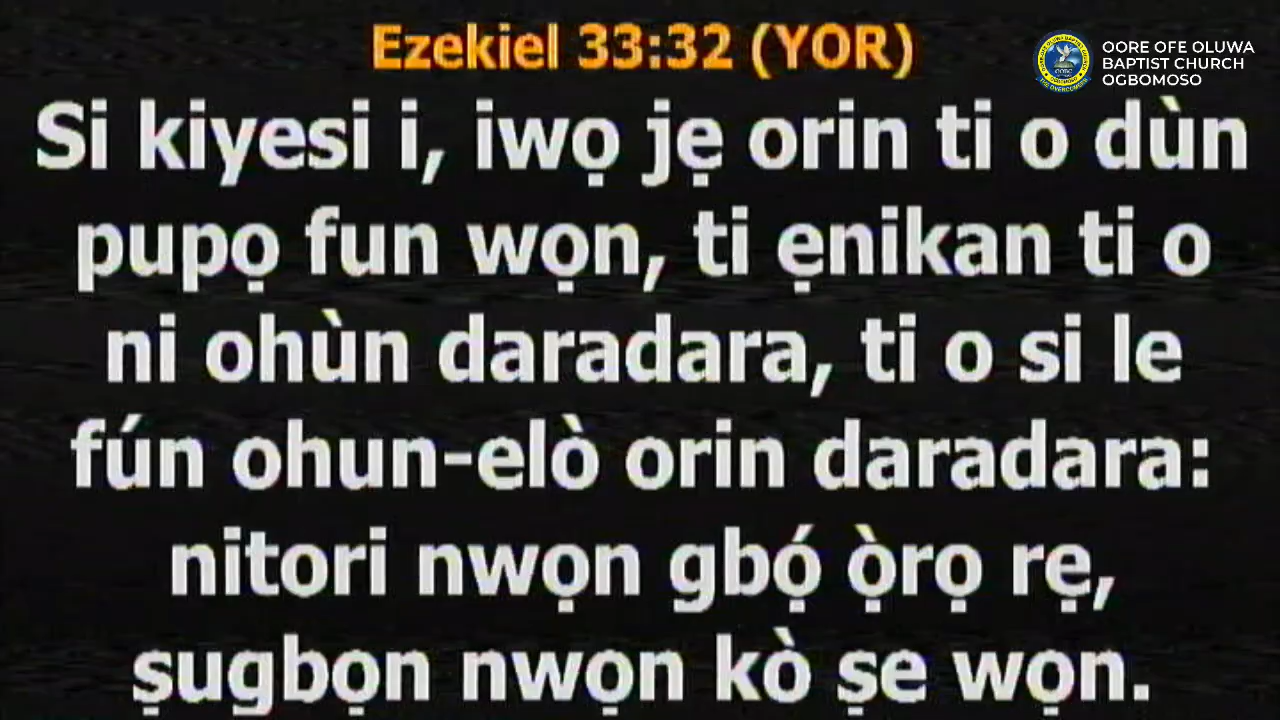 Ezekiel 33:32 (YOR)
OORE OFE OLUWA
BAPTIST CHURCH
OGBOMOSO
Si kiyesi i, iwọ jẹ orin ti o dùn
pupọ fun wọn, ti ẹnikan ti o
ni ohùn daradara, ti o si le
fún ohun-elò orin daradara:
nitori nwọn gbọ́ ọ̀rọ rẹ,
ṣugbọn nwọn kò ṣe wọn.